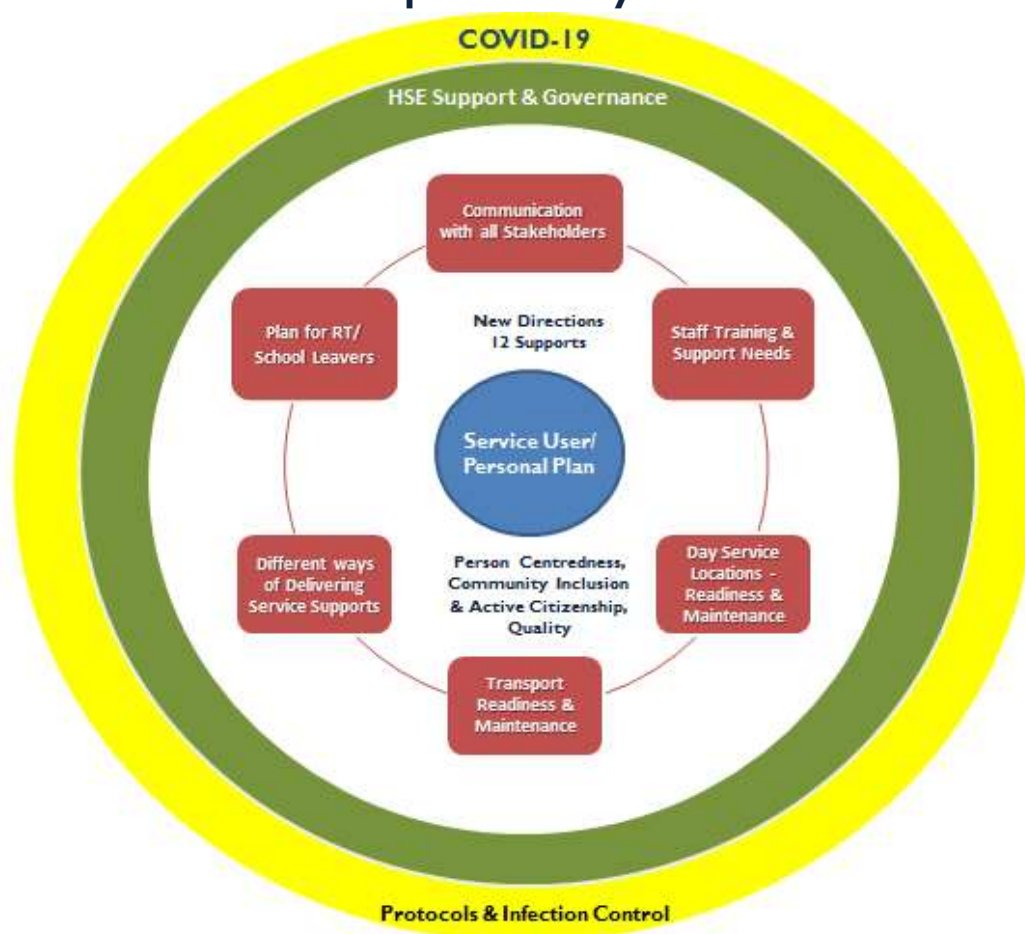 COVID-19
HSE Support & Governance
Communication
with all Stakeholders
Plan for RT/
School Leavers
New Directions
12 Supports
Staff Training &
Support Needs
Service User/
Personal Plan
Different ways
of Delivering
Service Supports
Person Centredness,
Community Inclusion
& Active Citizenship,
Quality
Day Service
Locations -
Readiness &
Maintenance
Transport
Readiness &
Maintenance
Protocols & Infection Control